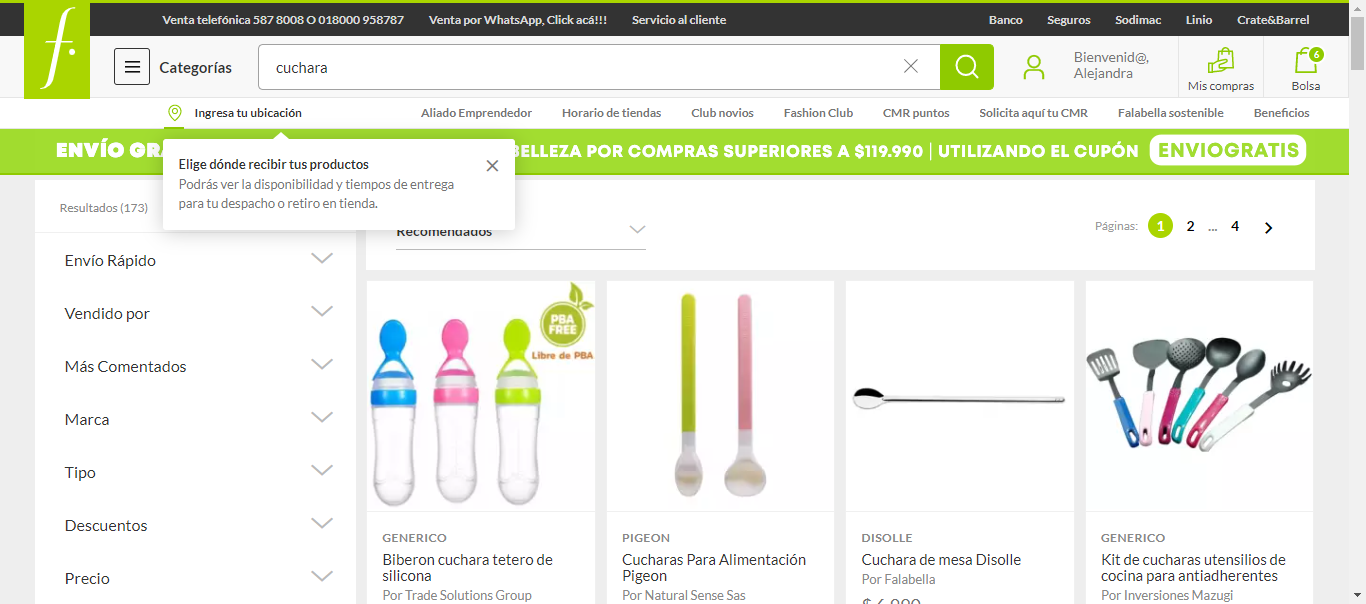 Venta telefónica 587 8008 O 018000 958787 Venta por WhatsApp, Click acá!!! Servicio al cliente Banco Seguros Sodimac Linio Crate&Barrel
f.
Categorías
cuchara
Bienvenid@,
Alejandra
Mis compras
6
Bolsa
Ingresa tu ubicación Aliado Emprendedor Horario de tiendas Club novios Fashion Club CMR puntos Solicita aquí tu CMR Falabella sostenible Beneficios
ENVÍO BELLEZA POR COMPRAS SUPERIORES A $119.990 | UTILIZANDO EL CUPÓN ENVIOGRATIS
Elige dónde recibir tus productos
Podrás ver la disponibilidad y tiempos de entrega
para tu despacho o retiro en tienda.
Resultados (173)
Recomendados
Páginas: 1 2 ... 4
Envío Rápido
Vendido por
Más Comentados
Marca
Tipo
Descuentos
Precio
PBA
FREE
Libre de PBA
GENERICO
Biberon cuchara tetero de
silicona
Por Trade Solutions Group
PIGEON
Cucharas Para Alimentación
Pigeon
Por Natural Sense Sas
DISOLLE
Cuchara de mesa Disolle
Por Falabella
GENERICO
Kit de cucharas utensilios de
cocina para antiadherentes
Por Inversiones Mazugi